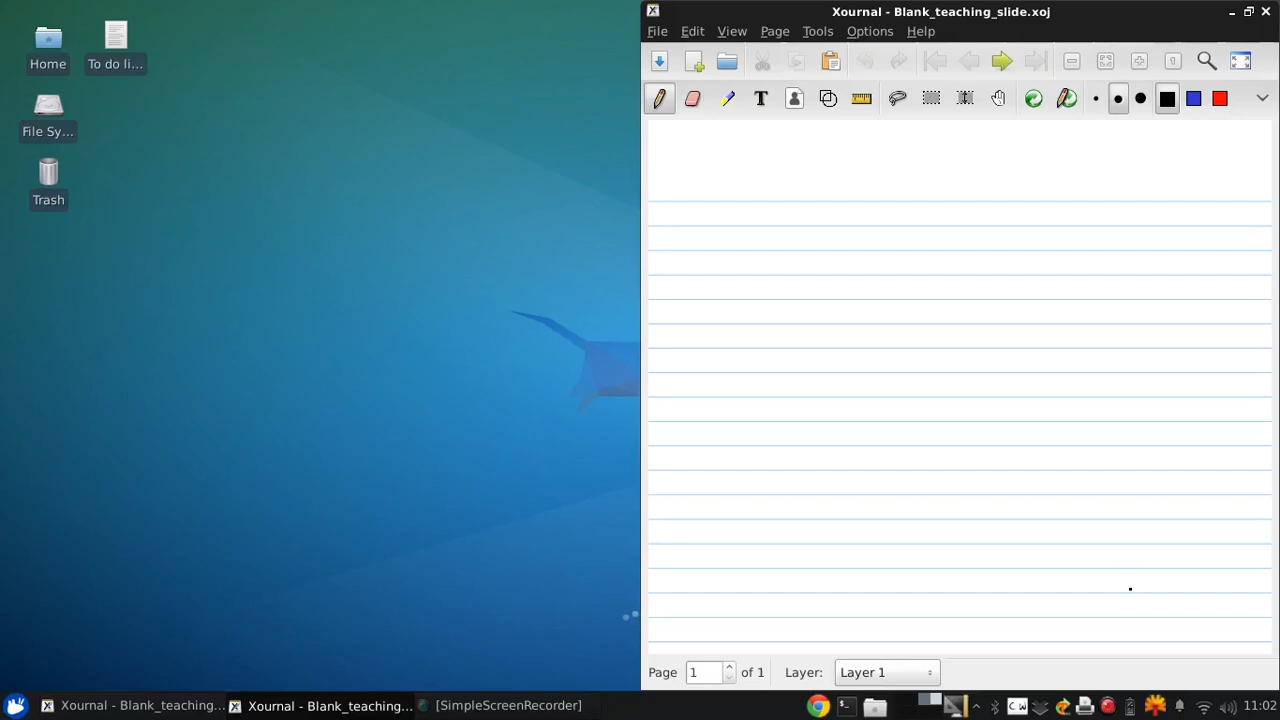 Xournal - Blank_teaching_slide.xoj
File Edit View Page Options Help
Home
To do li...
File Sy...
Trash
Page 1 of 1 Layer: Layer 1
Xournal - Blank_teaching...
Xournal - Blank_teaching...
[SimpleScreenRecorder]
11:02